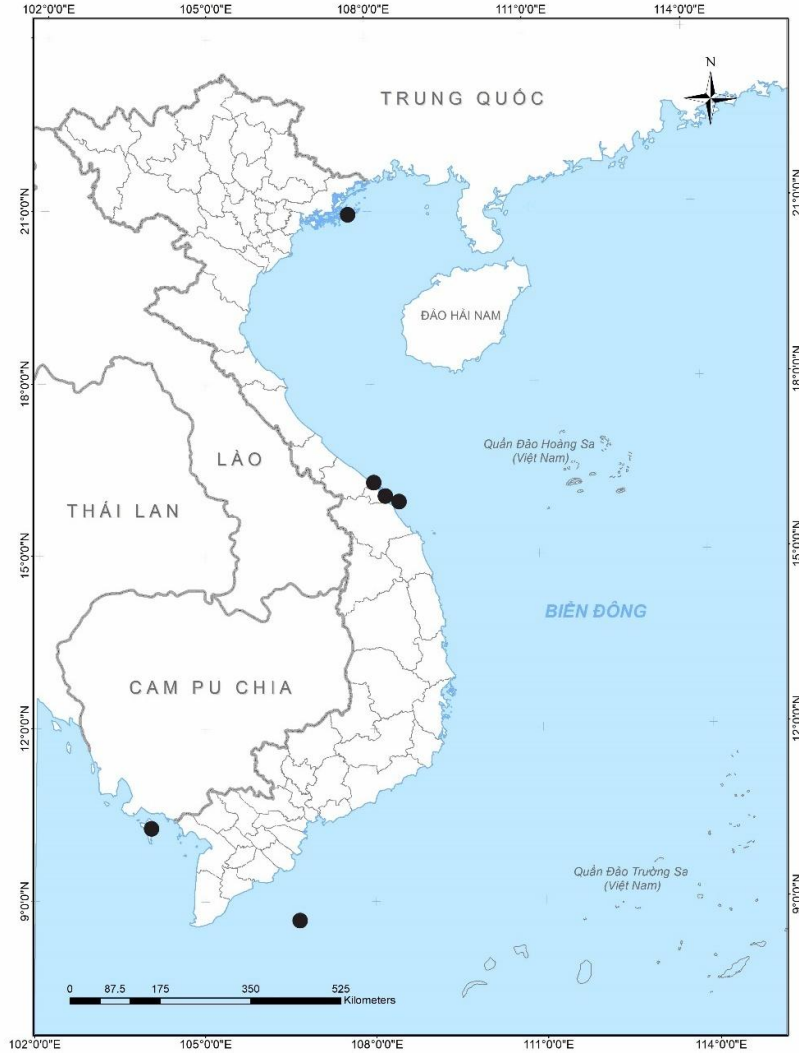 102°0'0"E 105°0'0"E 108°0'0"E 111°0'0"E 114°0'0"E
N
TRUNG QUỐC
21°0'0"N 21°0'0"N
ĐẢO HẢI NAM
18°0'0"N 18°0'0"N
Quần Đảo Hoàng Sa
(Việt Nam)
LÀO
THÁI LAN
15°0'0"N 15°0'0"N
BIỂN ĐÔNG
CAM PU CHIA
12°0'0"N 12°0'0"N
Quần Đảo Trường Sa
(Việt Nam)
9°0'0"N 9°0'0"N
0 87.5 175 350 525
Kilometers
102°0'0"E 105°0'0"E 108°0'0"E 111°0'0"E 114°0'0"E